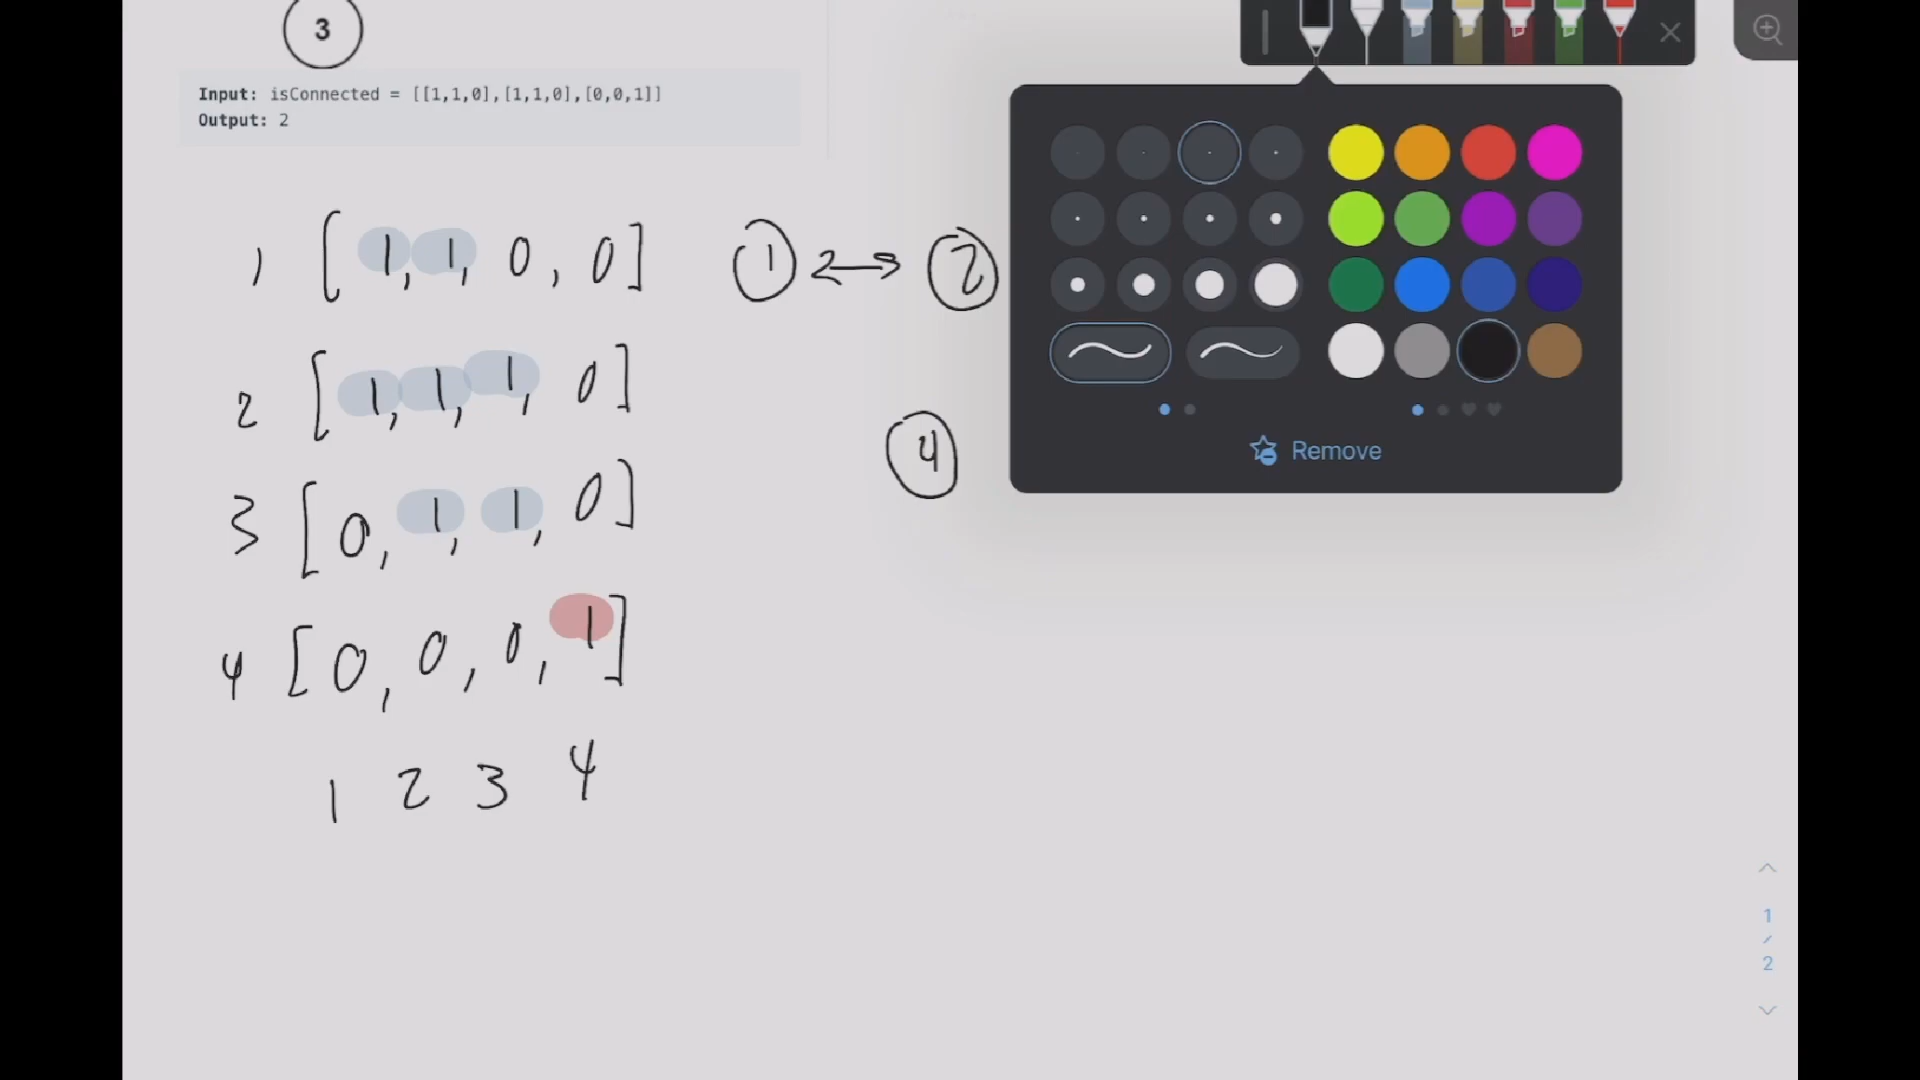 3
Input: isConnected = [[1,1,0],[1,1,0],[0,0,1]]
Output: 2
1 [ 1, 1, 0, 0 ] 1 2
2 [ 1, 1, 1, 0 ]
4
3 [ 0, 1, 1, 0 ]
4 [ 0, 0, 0, 1 ]
1 2 3 4
Remove
1
2